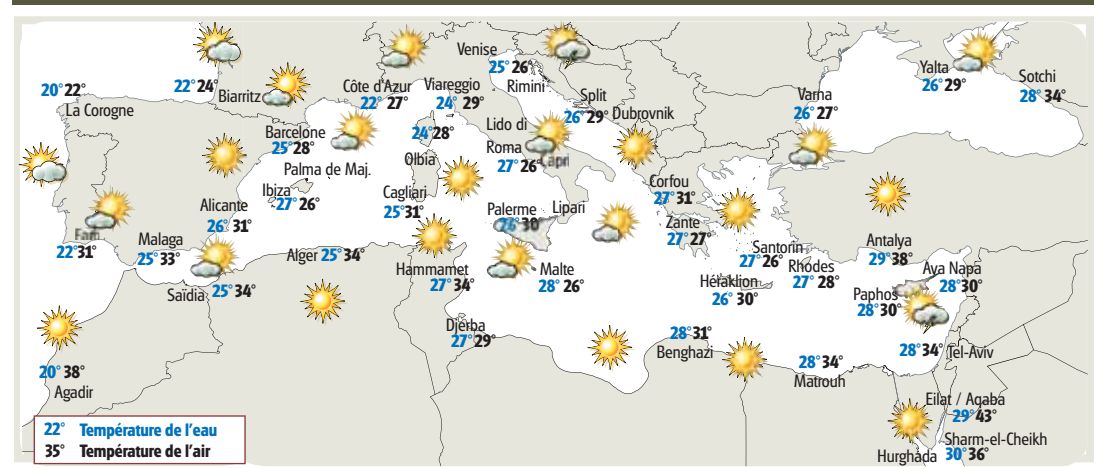 Venise
25° 26°
Rimini
Côte d'Azur
22° 27°
Viareggio
24° 29°
20° 22°
La Corogne
22° 24°
Biarritz
Split
26° 29°
Dubrovnik
Varna
26° 27°
Yalta
26° 29°
Sotchi
28° 34°
Barcelone
25° 28°
24° 28°
Olbia
Lido di
Roma
27° 26°
Capri
Palma de Maj.
Ibiza
27° 26°
Cagliari
25° 31°
Corfou
27° 31°
Alicante
26° 31°
Palerme
26° 30°
Lipari
Zante
27° 27°
Faro
22° 31°
Malaga
25° 33°
Alger 25° 34°
Santorin
27° 26°
Antalya
29° 38°
Hammamet
27° 34°
Malte
28° 26°
Héraklion
26° 30°
Rhodes
27° 28°
Aya Napa
28° 30°
Paphos
28° 30°
Saïdia
25° 34°
Djerba
27° 29°
28° 31°
Benghazi
28° 34°
Matrouh
28° 34°
Tel-Aviv
20° 38°
Agadir
Eilat / Aqaba
29° 43°
Sharm-el-Cheikh
30° 36°
Hurghada
22° Température de l'eau
35° Température de l'air